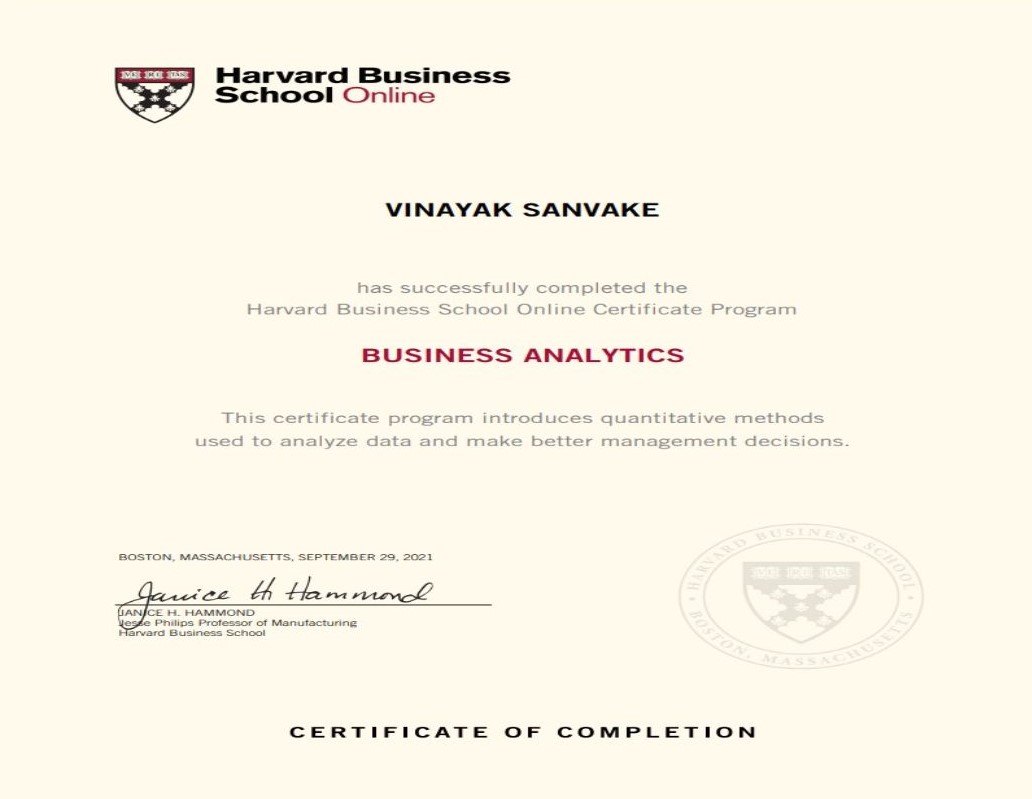 VE RI TAS
Harvard Business
School Online
VINAYAK SANVAKE
has successfully completed the
Harvard Business School Online Certificate Program
BUSINESS ANALYTICS
This certificate program introduces quantitative methods
used to analyze data and make better management decisions.
BOSTON, MASSACHUSETTS, SEPTEMBER 29, 2021
Janice H Hammond
JANICE H. HAMMOND
Jesse Philips Professor of Manufacturing
Harvard Business School
HARVARD BUSINESS SCHOOL
VE RI TAS
BOSTON, MASSACHUSETTS
CERTIFICATE OF COMPLETION